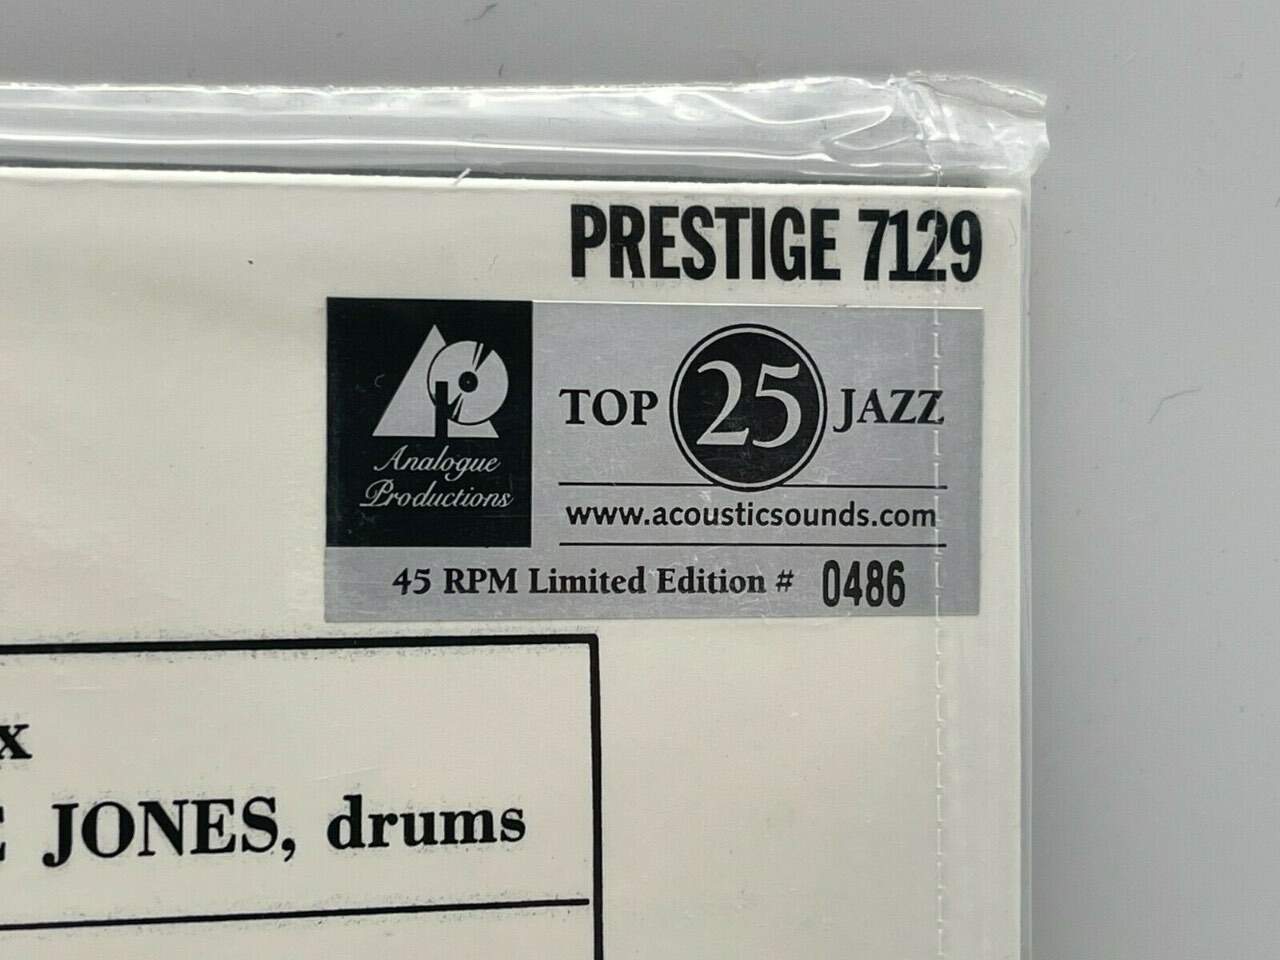 PRESTIGE 7129
TOP 25 JAZZ
Analogue
Productions
www.acousticsounds.com
45 RPM Limited Edition # 0486
x
E JONES, drums